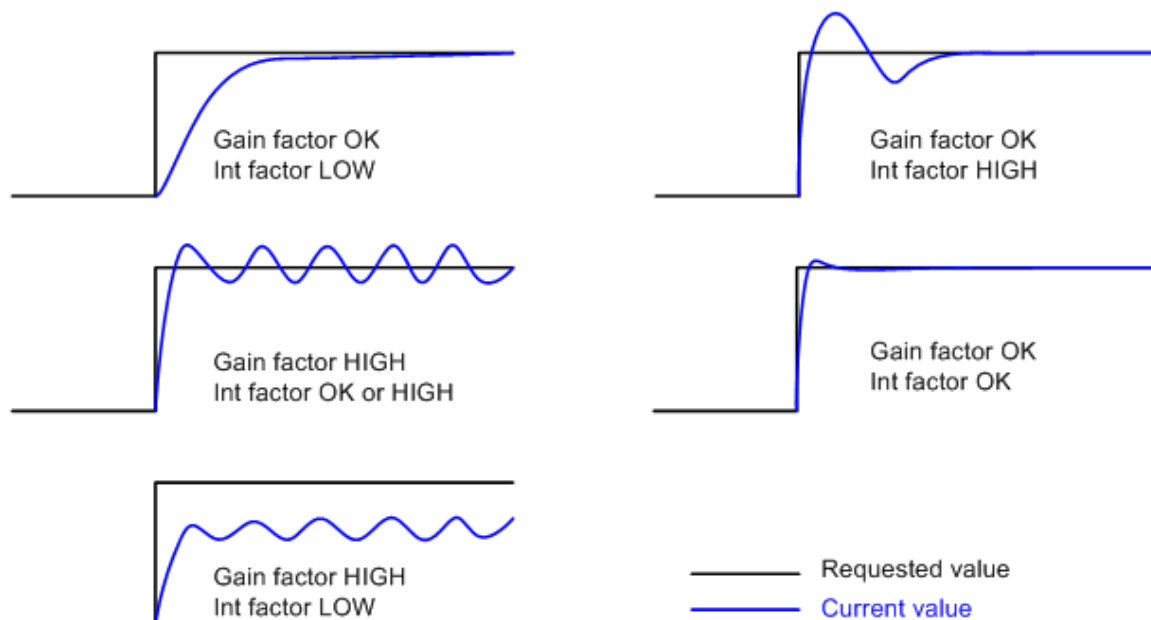 Gain factor OK
Int factor LOW
Gain factor OK
Int factor HIGH
Gain factor HIGH
Int factor OK or HIGH
Gain factor OK
Int factor OK
Gain factor HIGH
Int factor LOW
Requested value
Current value